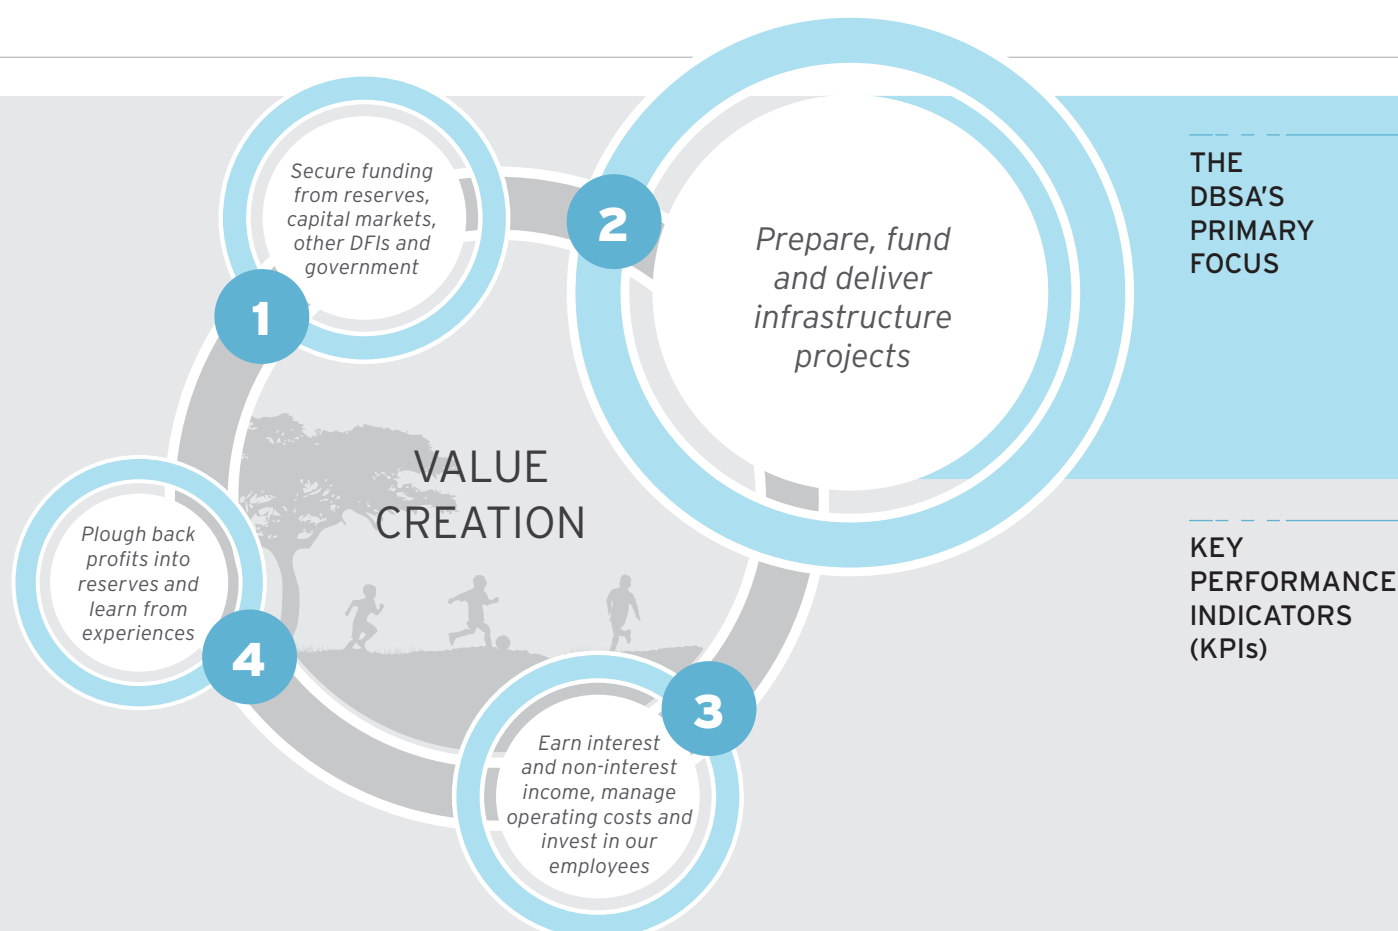 1
Secure funding
from reserves,
capital markets,
other DFIs and
government
2
Prepare, fund
and deliver
infrastructure
projects
THE
DBSA'S
PRIMARY
FOCUS
VALUE
CREATION
4
Plough back
profits into
reserves and
learn from
experiences
3
Earn interest
and non-interest
income, manage
operating costs and
invest in our
employees
KEY
PERFORMANCE
INDICATORS
(KPIs)